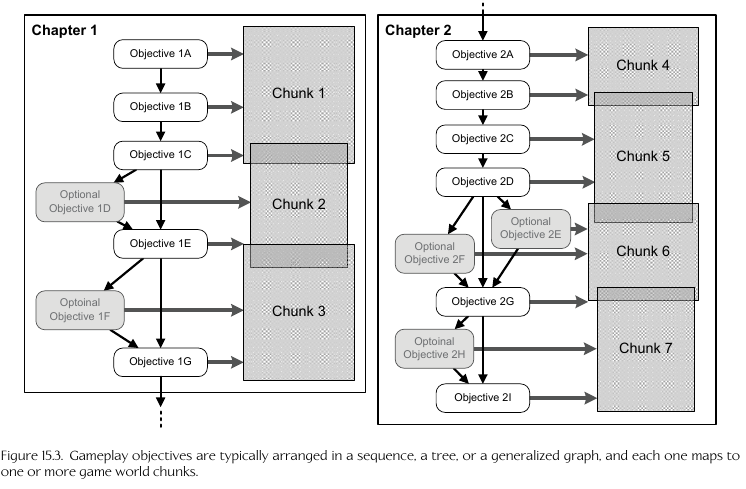 Chapter 1
Objective 1A
Objective 1B
Chunk 1
Objective 1C
Optional
Objective 1D
Chunk 2
Objective 1E
Optoinal
Objective 1F
Chunk 3
Objective 1G
Chapter 2
Objective 2A
Chunk 4
Objective 2B
Objective 2C
Chunk 5
Objective 2D
Optional
Objective 2E
Optional
Objective 2F
Chunk 6
Objective 2G
Optoinal
Objective 2H
Chunk 7
Objective 2I
Figure 15.3. Gameplay objectives are typically arranged in a sequence, a tree, or a generalized graph, and each one maps to
one or more game world chunks.